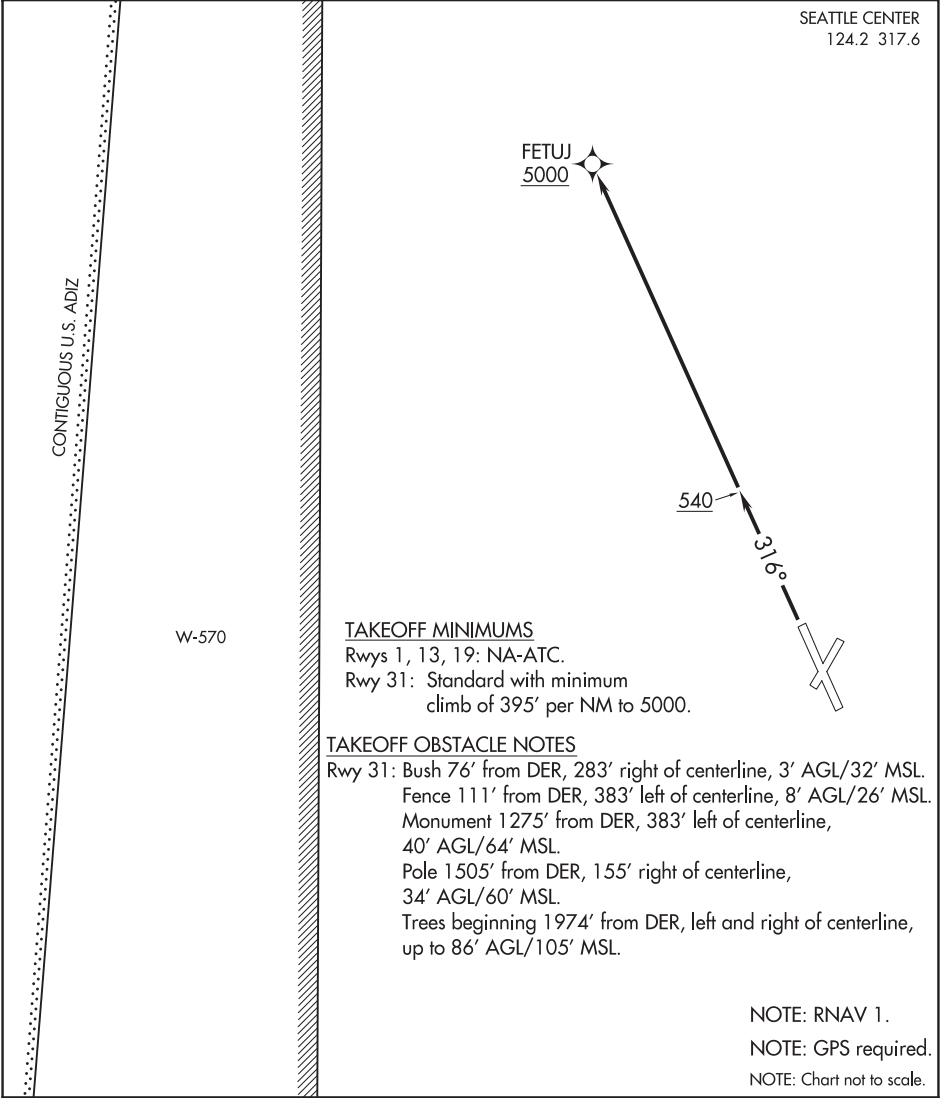 SEATTLE CENTER
124.2 317.6
FETUJ
5000
CONTIGUOUS U.S. ADIZ
540
316°
W-570
TAKEOFF MINIMUMS
Rwys 1, 13, 19: NA-ATC.
Rwy 31: Standard with minimum
climb of 395' per NM to 5000.
TAKEOFF OBSTACLE NOTES
Rwy 31: Bush 76' from DER, 283' right of centerline, 3' AGL/32' MSL.
Fence 111' from DER, 383' left of centerline, 8' AGL/26' MSL.
Monument 1275' from DER, 383' left of centerline,
40' AGL/64' MSL.
Pole 1505' from DER, 155' right of centerline,
34' AGL/60' MSL.
Trees beginning 1974' from DER, left and right of centerline,
up to 86' AGL/105' MSL.
NOTE: RNAV 1.
NOTE: GPS required.
NOTE: Chart not to scale.